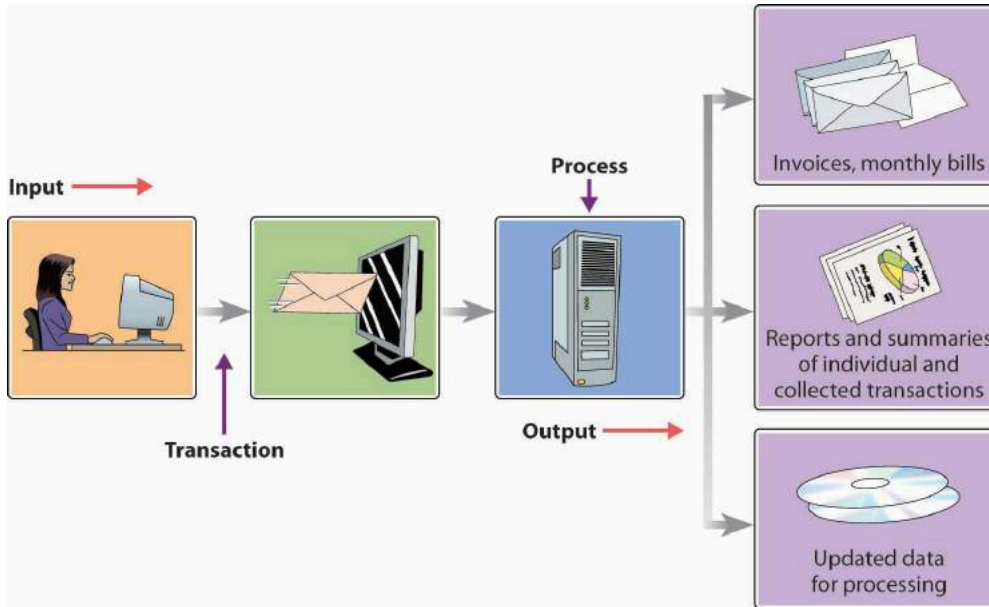 Input
Transaction
Process
Output
Invoices, monthly bills
Reports and summaries
of individual and
collected transactions
Updated data
for processing